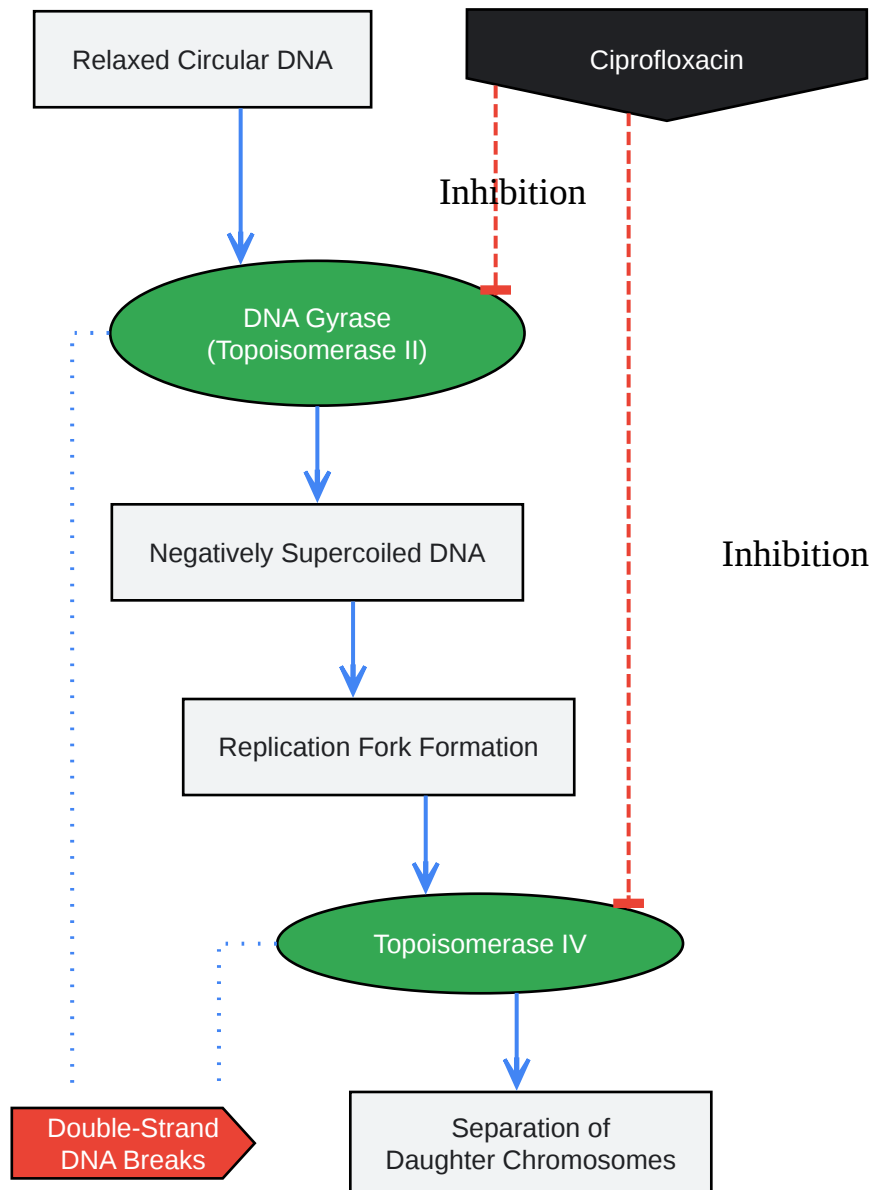 Relaxed Circular DNA
Ciprofloxacin
Inhibition
DNA Gyrase
(Topoisomerase II)
Negatively Supercoiled DNA
Inhibition
Replication Fork Formation
Topoisomerase IV
Double-Strand
DNA Breaks
Separation of
Daughter Chromosomes